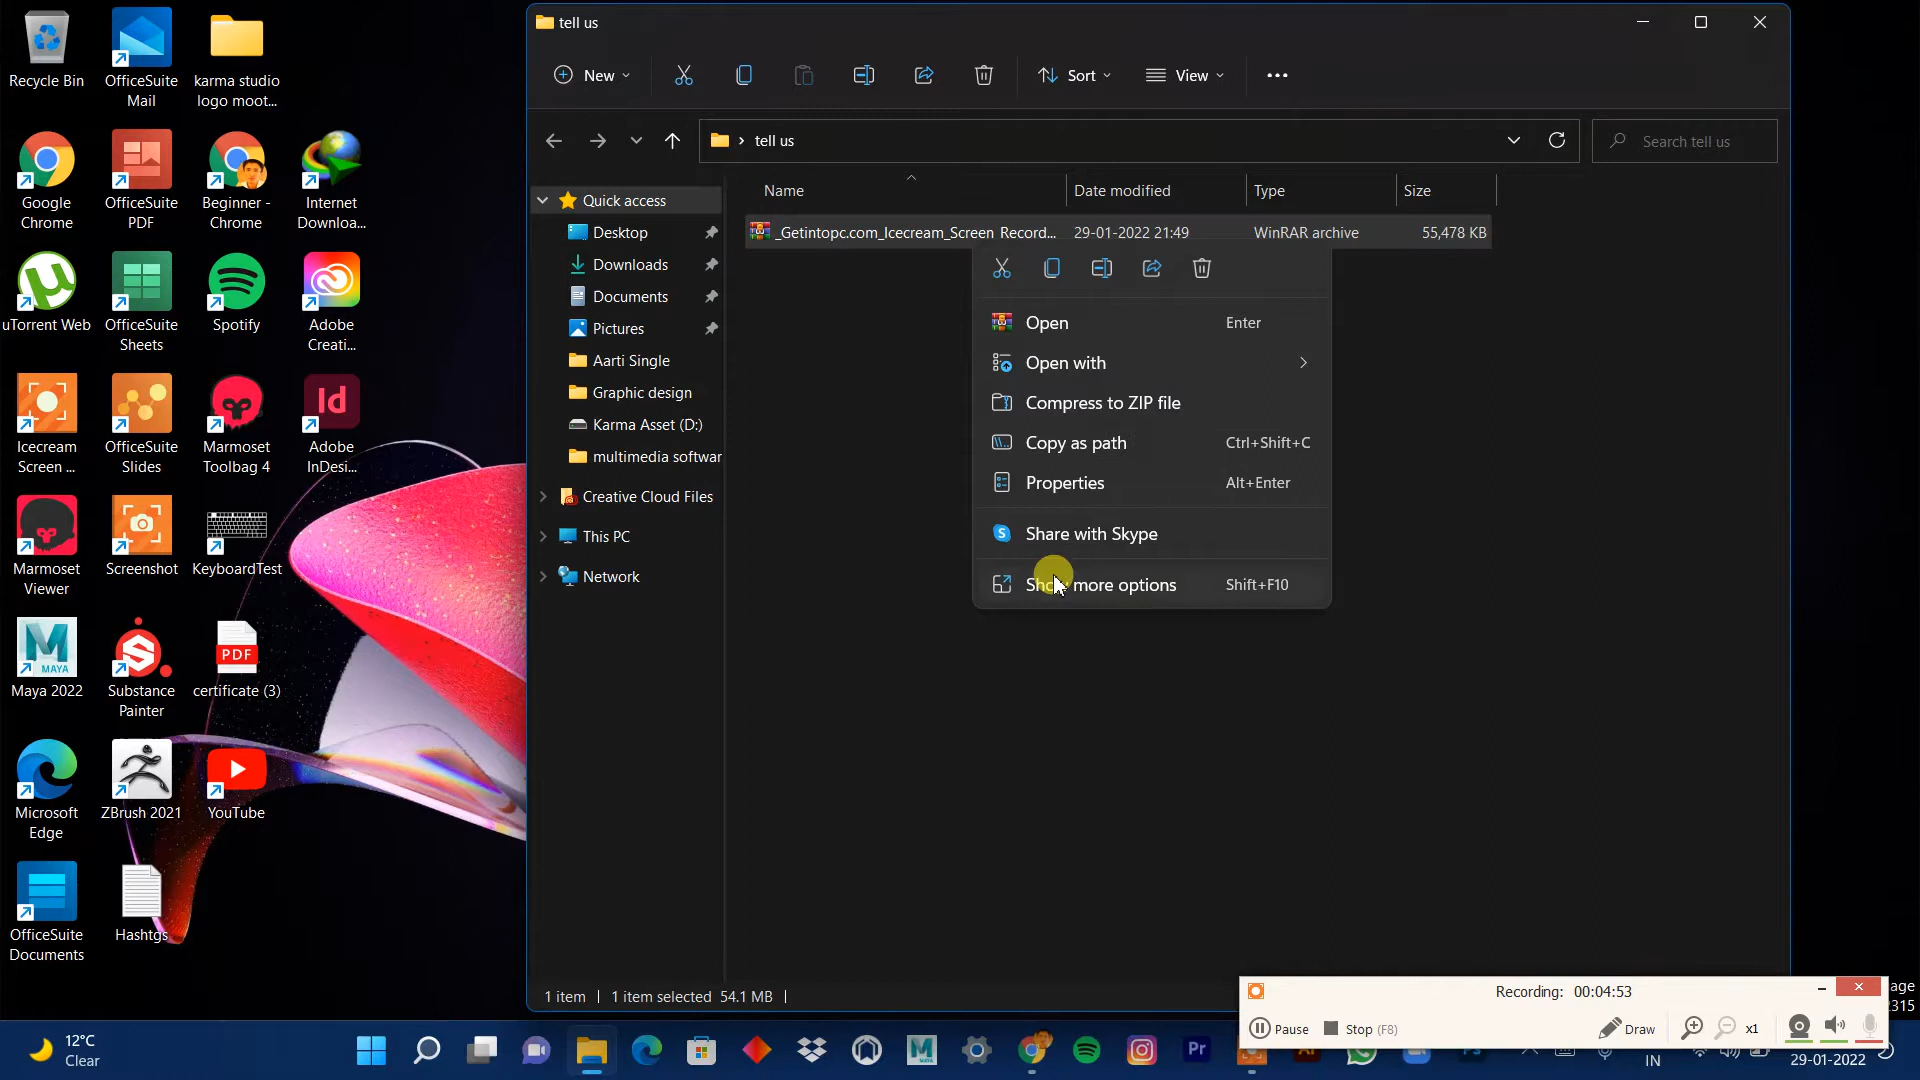 Recycle Bin
OfficeSuite
Mail
karma studio
logo moot...
Google
Chrome
OfficeSuite
PDF
Beginner -
Chrome
Internet
Downloa...
uTorrent Web
OfficeSuite
Sheets
Spotify
Adobe
Creati...
Icecream
Screen ...
OfficeSuite
Slides
Marmoset
Toolbag 4
Id
Adobe
InDesi...
Marmoset
Viewer
Screenshot
KeyboardTest
MAYA
Maya 2022
Substance
Painter
PDF
certificate (3)
Microsoft
Edge
ZBrush 2021
YouTube
OfficeSuite
Documents
Hashtgs
tell us
New
Sort
View
tell us
Search tell us
Name
Date modified
Type
Size
_Getintopc.com_Icecream_Screen Record...
29-01-2022 21:49
WinRAR archive
55,478 KB
Quick access
Desktop
Downloads
Documents
Pictures
Aarti Single
Graphic design
Karma Asset (D:)
multimedia softwar
Creative Cloud Files
This PC
Network
Open Enter
Open with
Compress to ZIP file
Copy as path Ctrl+Shift+C
Properties Alt+Enter
Share with Skype
Show more options Shift+F10
1 item
1 item selected 54.1 MB
Recording: 00:04:53
Pause
Stop (F8)
Draw
x1
age
315
12°C
Clear
Pr
IN
29-01-2022